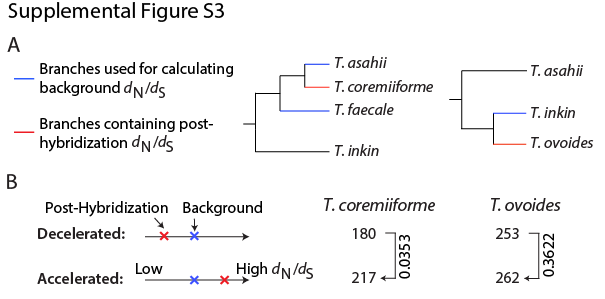 Supplemental Figure S3
A
Branches used for calculating
background dN/dS
Branches containing post-
hybridization dN/dS
T. asahii
T. coremiiforme
T. faecale
T. inkin
T. asahii
T. inkin
T. ovoides
B
Post-Hybridization Background
Decelerated:
Accelerated:
Low High dN/dS
T. coremiiforme
180
217
0.0353
T. ovoides
253
262
0.3622